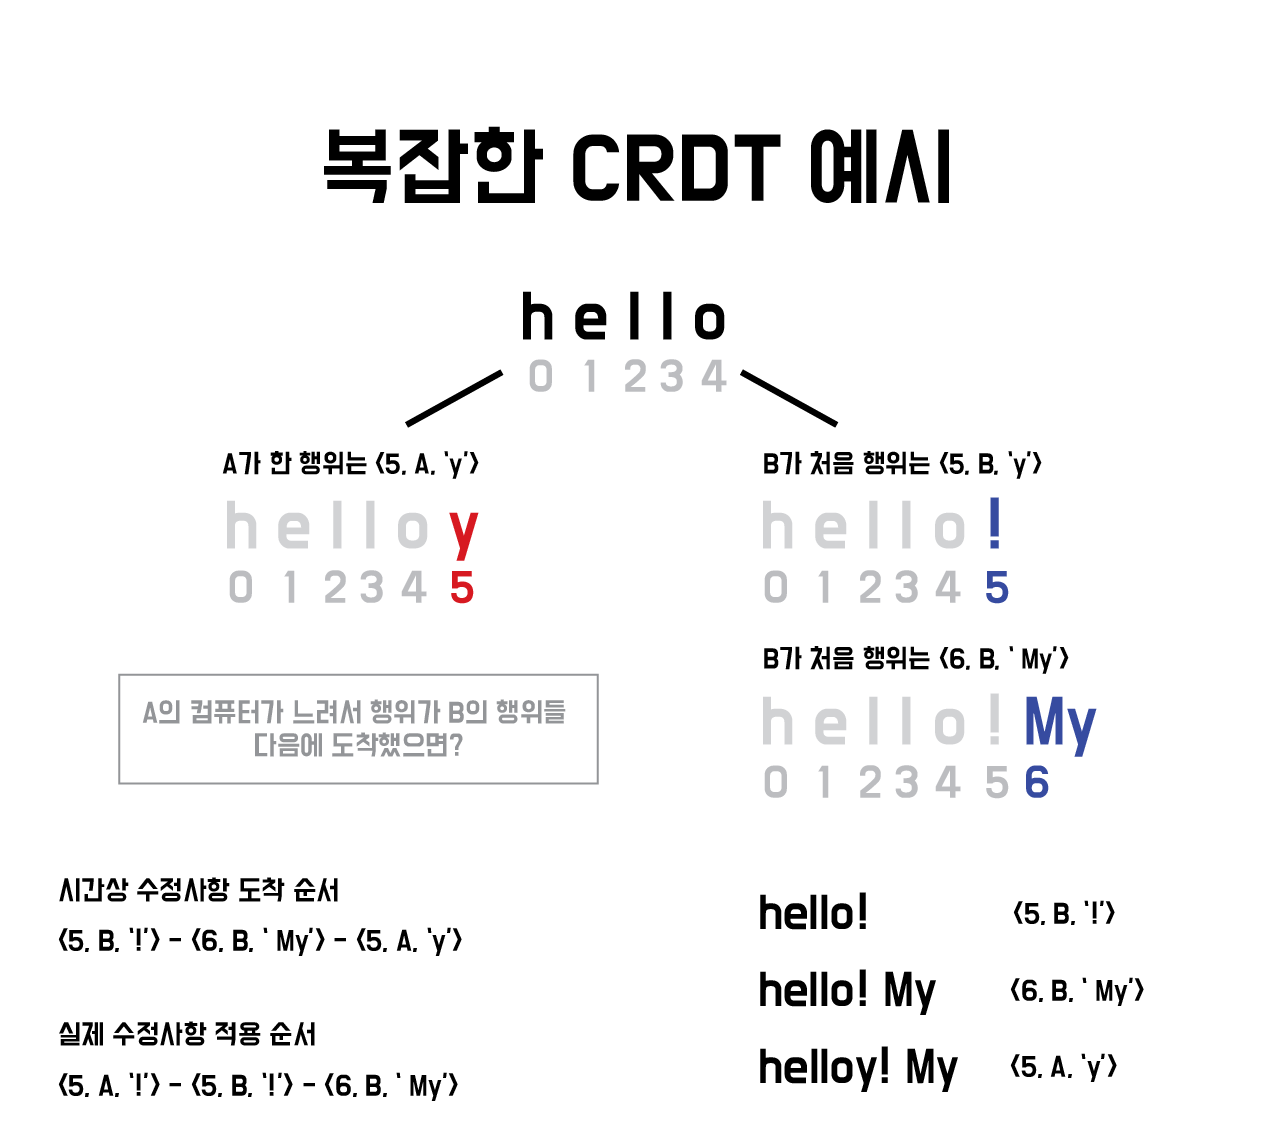 복잡한 CRDT 예시
hello
0 1 2 3 4
A가 한 행위는 <5, A, 'y'>
hello y
0 1 2 3 4 5
A의 컴퓨터가 느려서 행위가 B의 행위들
다음에 도착했으면?
B가 처음 행위는 <5, B, 'y'>
hello !
0 1 2 3 4 5
B가 처음 행위는 <6, B, ' My'>
hello ! My
0 1 2 3 4 5 6
시간상 수정사항 도착 순서
<5, B, '!'> - <6, B, ' My'> - <5, A, 'y'>
실제 수정사항 적용 순서
<5, A, '!'> - <5, B, '!'> - <6, B, ' My'>
hello! <5, B, '!'>
hello! My <6, B, ' My'>
helloy! My <5, A, 'y'>